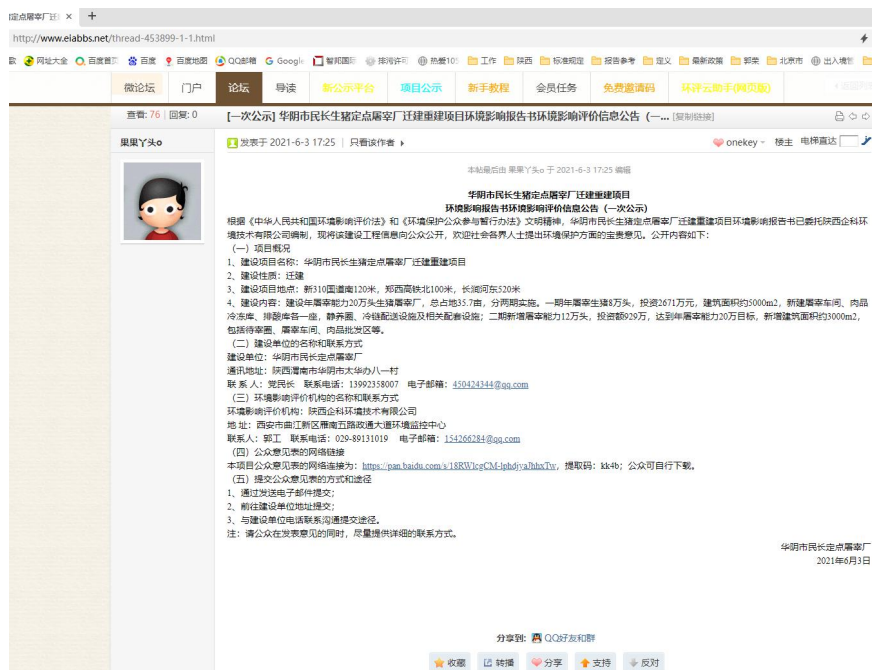 定点屠宰厂迁 × +
http://www.eiabbs.net/thread-453899-1-1.html
网址大全 百度首页 百度 百度地图 QQ邮箱 Google 智邦国际 排污许可 热爱10 工作 陕西 标准规定 报告参考 定义 最新政策 郭荣 北京市 出入境
微论坛 门户 论坛 导读 新公示平台 项目公示 新手教程 会员任务 免费邀请码 环评云助手(网页版)
查看: 76 | 回复: 0 [一次公示] 华阴市民长生猪定点屠宰厂迁建重建项目环境影响报告书环境影响评价信息公告 (一... [复制链接]
果果丫头o 发表于 2021-6-3 17:25 | 只看该作者 onekey 楼主 电梯直达
本帖最后由 果果丫头o 于 2021-6-3 17:25 编辑
华阴市民长生猪定点屠宰厂迁建重建项目
环境影响报告书环境影响评价信息公告（一次公示）
根据《中华人民共和国环境影响评价法》和《环境保护公众参与暂行办法》文明精神，华阴市民长生猪定点屠宰厂迁建重建项目环境影响报告书已委托陕西企科环
境技术有限公司编制，现将该建设工程信息向公众公开，欢迎社会各界人士提出环境保护方面的宝贵意见。公开内容如下：
（一）项目概况
1、建设项目名称：华阴市民长生猪定点屠宰厂迁建重建项目
2、建设性质：迁建
3、建设项目地点：新310国道南120米，郑西高铁北100米，长涧河东520米
4、建设内容：建设年屠宰能力20万头生猪屠宰厂，总占地35.7亩，分两期实施。一期年屠宰生猪8万头，投资2671万元，建筑面积约5000m2，新建屠宰车间、肉品
冷冻库、排酸库各一座，静养圈、冷链配送设施及相关配套设施；二期新增屠宰能力12万头，投资额929万，达到年屠宰能力20万目标，新增建筑面积约3000m2，
包括待宰圈、屠宰车间、肉品批发区等。
（二）建设单位的名称和联系方式
建设单位：华阴市民长定点屠宰厂
通讯地址：陕西渭南市华阴市太华办八一村
联 系 人：党民长 联系电话：13992358007 电子邮箱：450424344@qq.com
（三）环境影响评价机构的名称和联系方式
环境影响评价机构：陕西企科环境技术有限公司
地 址：西安市曲江新区雁南五路政通大道环境监控中心
联系人：郭工 联系电话：029-89131019 电子邮箱：154266284@qq.com
（四）公众意见表的网络链接
本项目公众意见表的网络连接为：https://pan.baidu.com/s/18RWlcgCM-lphdjyaJhhxTw，提取码：kk4b；公众可自行下载。
（五）提交公众意见表的方式和途径
1、通过发送电子邮件提交；
2、前往建设单位地址提交；
3、与建设单位电话联系沟通提交途径。
注：请公众在发表意见的同时，尽量提供详细的联系方式。
华阴市民长定点屠宰厂
2021年6月3日
分享到: QQ好友和群
收藏 转播 分享 支持 反对